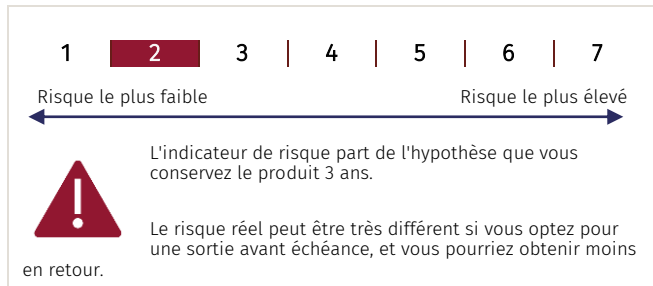 1 2 3 4 5 6 7
Risque le plus faible Risque le plus élevé
L'indicateur de risque part de l'hypothèse que vous
conservez le produit 3 ans.
Le risque réel peut être très différent si vous optez pour
une sortie avant échéance, et vous pourriez obtenir moins
en retour.